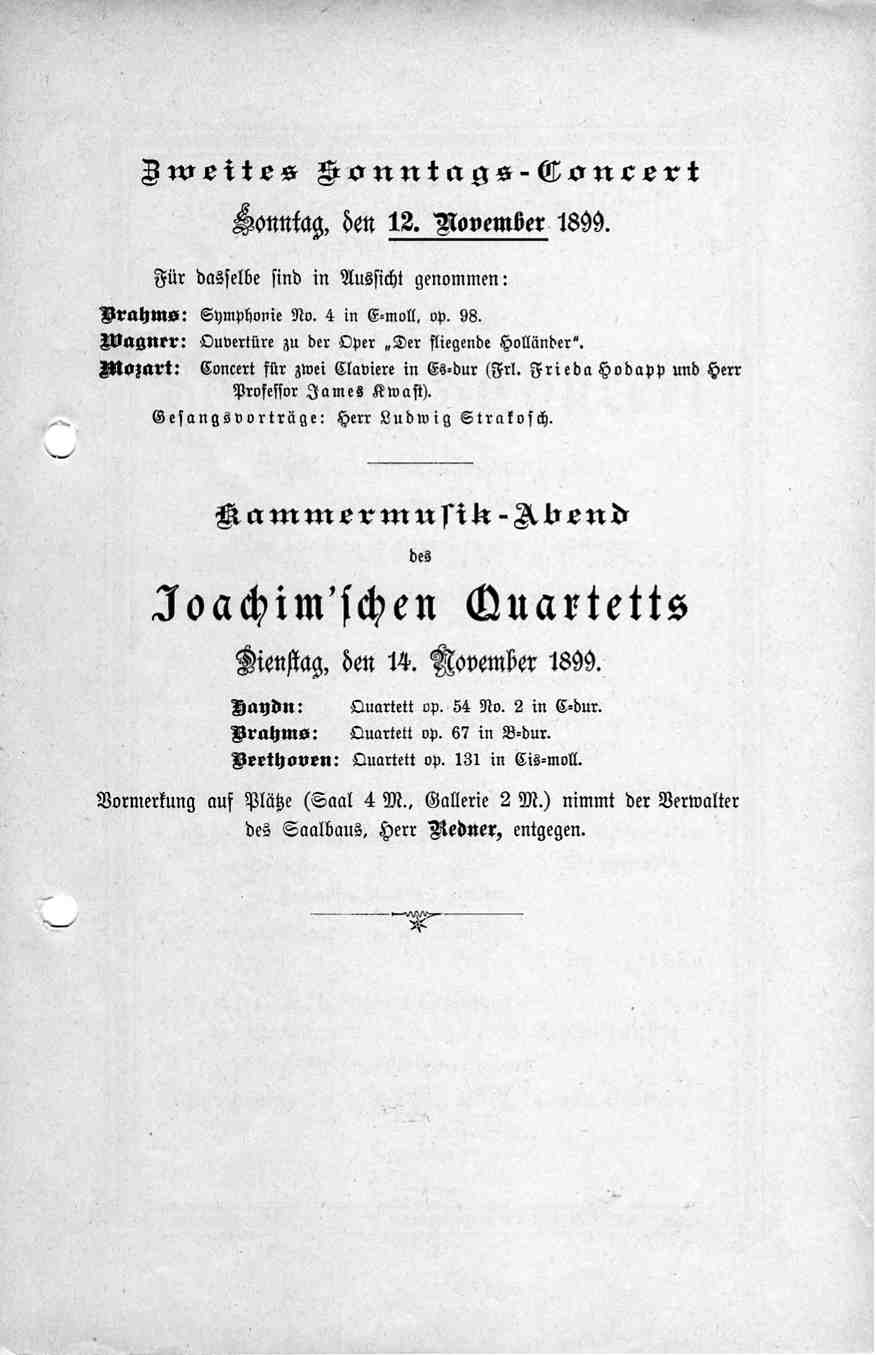 Zweites Sonntags-Concert
Sonntag, den 12. November 1899.
Für dasselbe sind in Aussicht genommen:
Brahms: Symphonie No. 4 in E-moll, op. 98.
Wagner: Ouvertüre zu der Oper „Der fliegende Holländer“.
Mozart: Concert für zwei Claviere in Es-dur (Frl. Frieda Hodapp und Herr
Professor James Kwast).
Gesangsvorträge: Herr Ludwig Strakosch.
Kammermusik-Abend
des
Joachim'schen Quartetts
Dienstag, den 14. November 1899.
Haydn: Quartett op. 54 No. 2 in C-dur.
Brahms: Quartett op. 67 in B-dur.
Beethoven: Quartett op. 131 in Cis-moll.
Vormerkung auf Plätze (Saal 4 M., Gallerie 2 M.) nimmt der Verwalter
des Saalbaus, Herr Redner, entgegen.